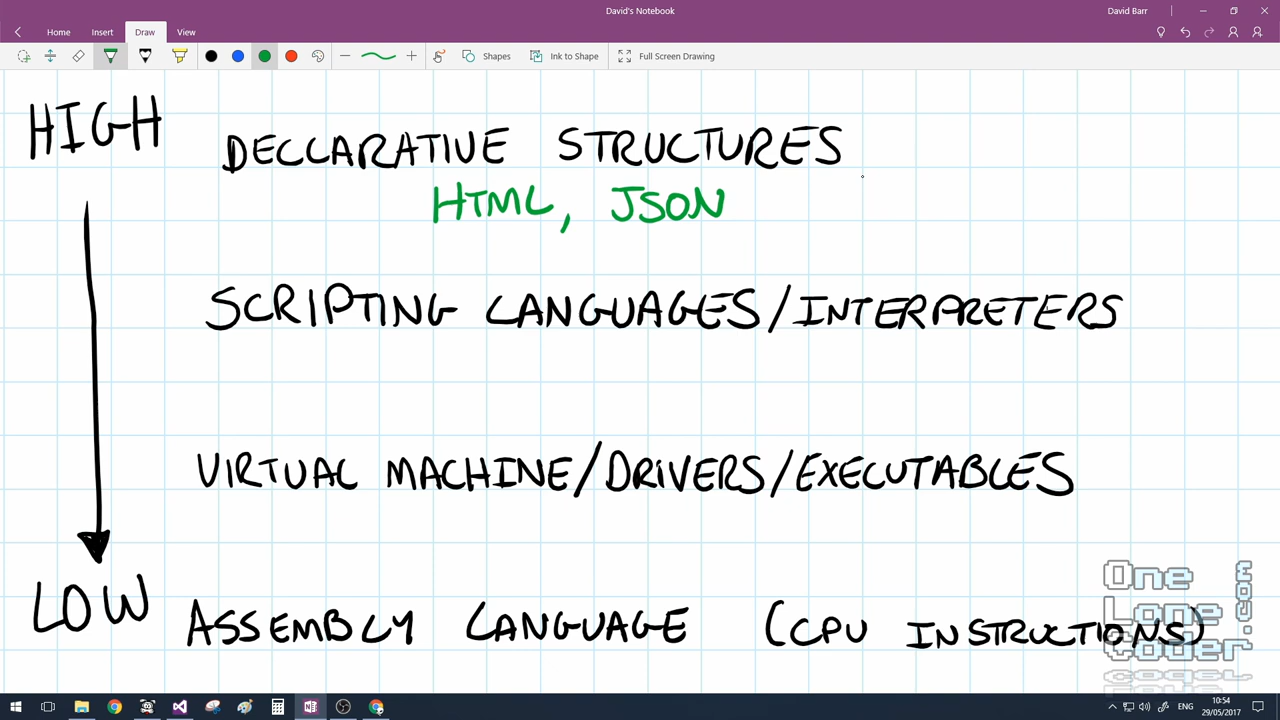 David's Notebook
David Barr
Home Insert Draw View
Shapes Ink to Shape Full Screen Drawing
HIGH
DECLARATIVE STRUCTURES
HTML, JSON
SCRIPTING LANGUAGES/INTERPRETERS
VIRTUAL MACHINE/DRIVERS/EXECUTABLES
LOW
ASSEMBLY LANGUAGE (CPU INSTRUCTIONS)
One
Lone
Coder
.com
ENG
10:54
29/05/2017